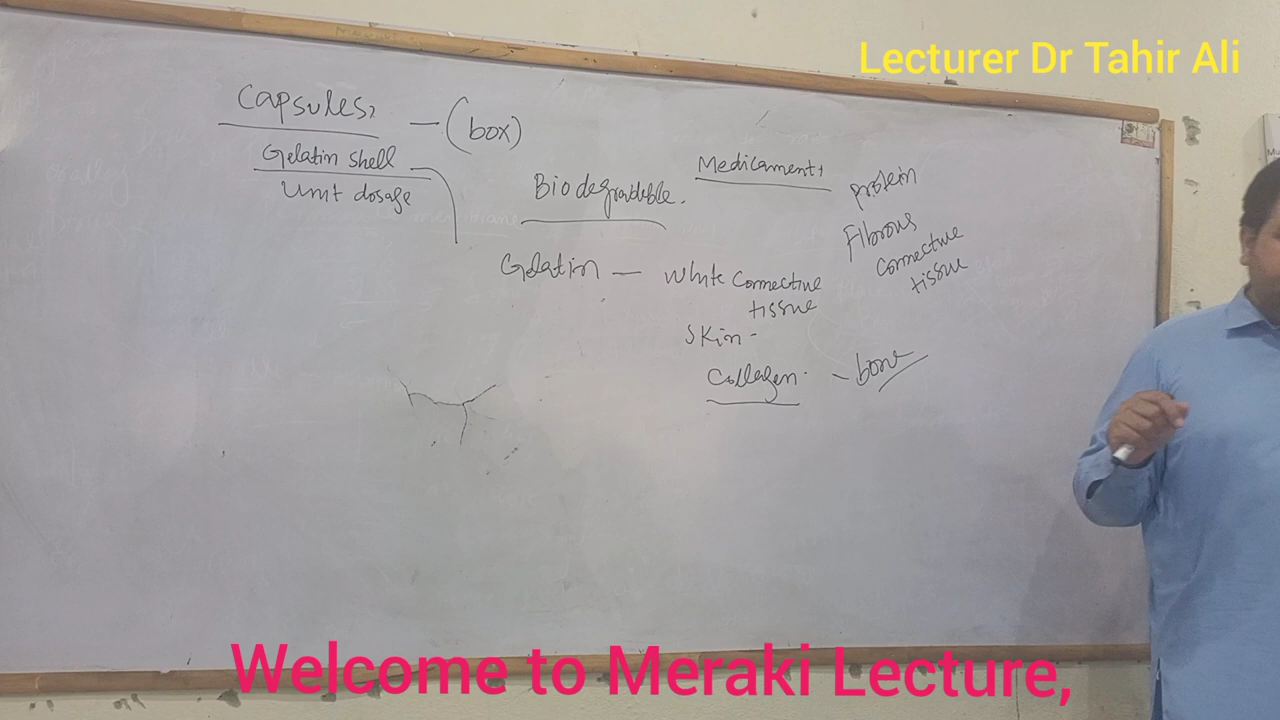 Lecturer Dr Tahir Ali
Capsules, - (box)
Gelatin shell
Unit dosage
Biodegradable.
Medicament,
Protein
Fibrous
connective
tissue
membrane
Gelatin - White Connective
tissue
Skin -
Collagen. - bone
Welcome to Meraki Lecture,